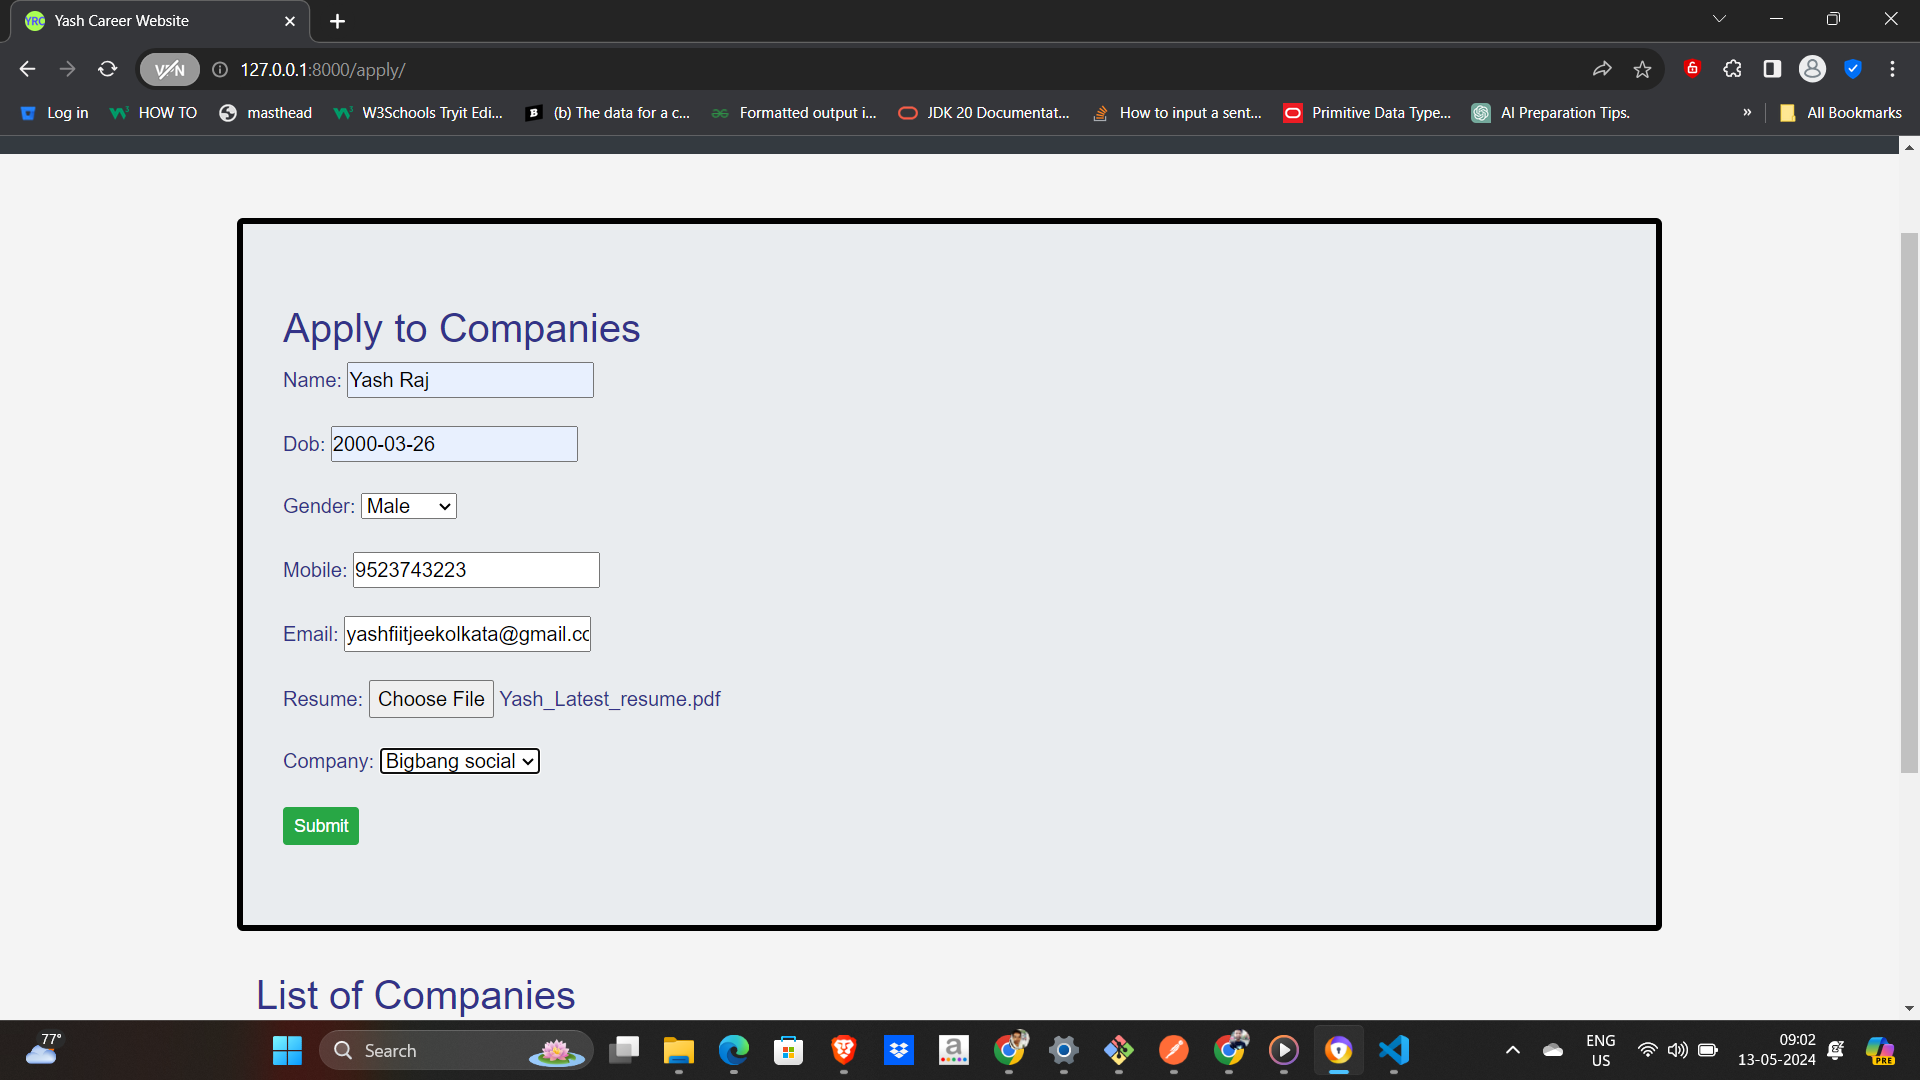 YRC Yash Career Website
VPN 127.0.0.1:8000/apply/
Log in HOW TO masthead W3Schools Tryit Edi... (b) The data for a c... Formatted output i... JDK 20 Documentat... How to input a sent... Primitive Data Type... AI Preparation Tips. » All Bookmarks
Apply to Companies
Name: Yash Raj
Dob: 2000-03-26
Gender: Male
Mobile: 9523743223
Email: yashfiitjeekolkata@gmail.cc
Resume: Choose File Yash_Latest_resume.pdf
Company: Bigbang social
Submit
List of Companies
77°
Search
ENG
US
09:02
13-05-2024
PRE